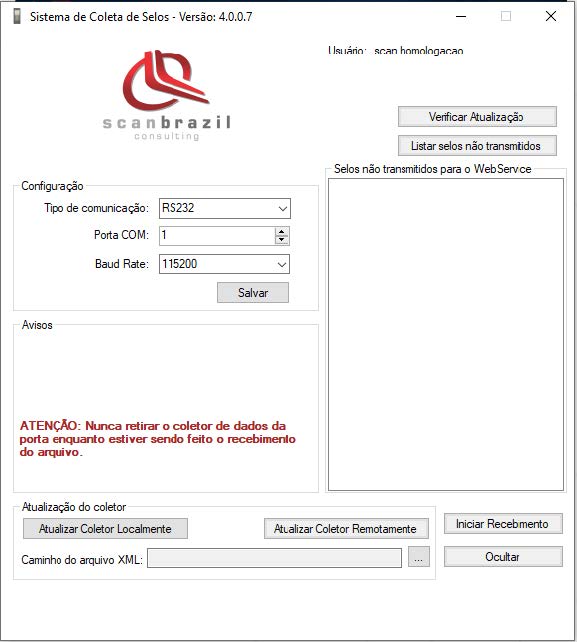 Sistema de Coleta de Selos - Versão: 4.0.0.7
Usuário: scan homologacao
scanbrazil
consulting
Verificar Atualização
Listar selos não transmitidos
Selos não transmitidos para o WebService
Configuração
Tipo de comunicação: RS232
Porta COM: 1
Baud Rate: 115200
Salvar
Avisos
ATENÇÃO: Nunca retirar o coletor de dados da
porta enquanto estiver sendo feito o recebimento
do arquivo.
Atualização do coletor
Atualizar Coletor Localmente
Atualizar Coletor Remotamente
Iniciar Recebmento
Caminho do arquivo XML:
...
Ocultar